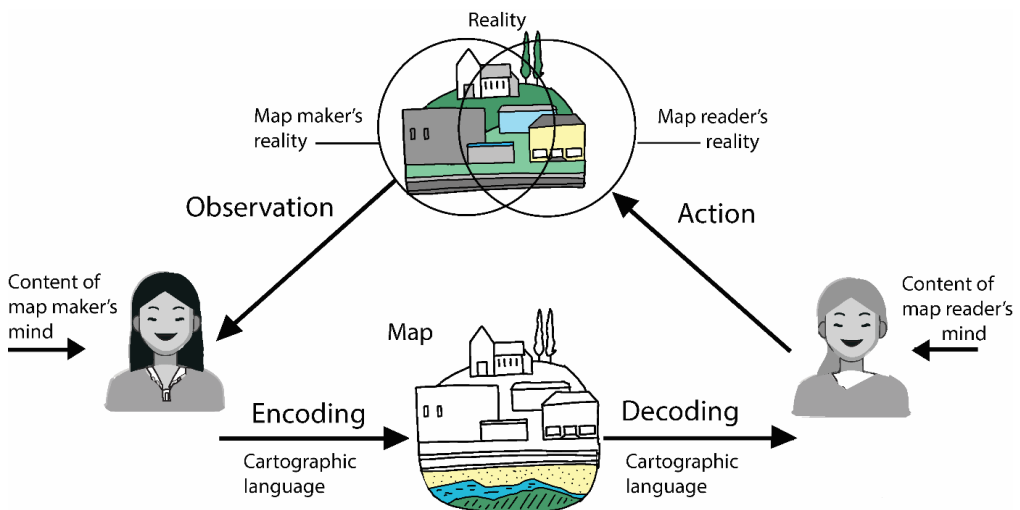 Reality
Map maker's
reality
Map reader's
reality
Observation
Action
Content of
map maker's
mind
Content of
map reader's
mind
Map
Encoding
Decoding
Cartographic
language
Cartographic
language